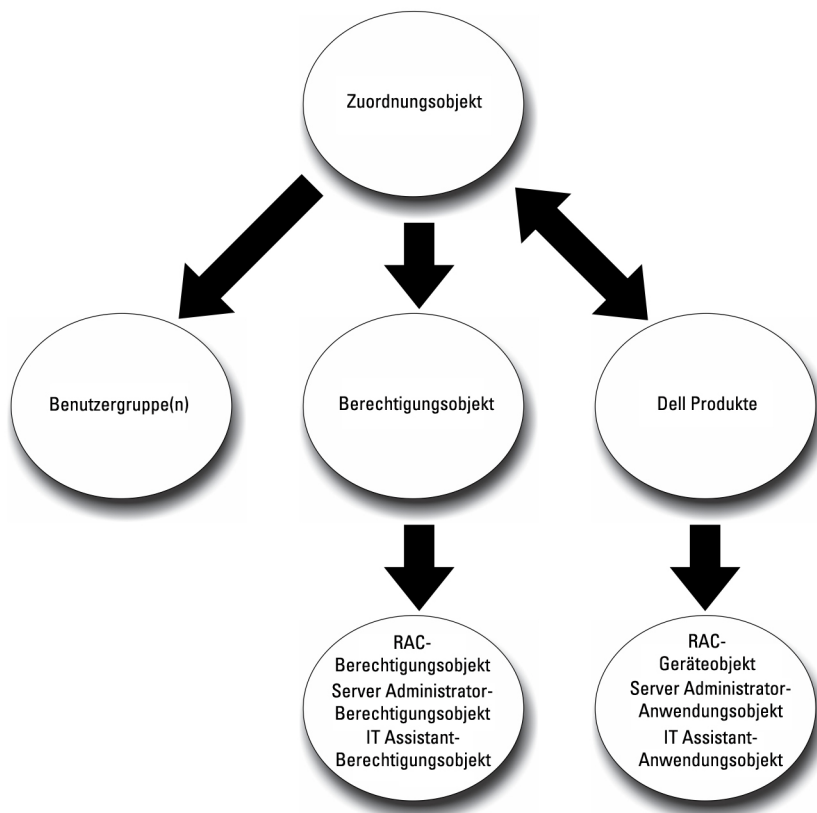 Zuordnungsobjekt
Benutzergruppe(n)
Berechtigungsobjekt
Dell Produkte
RAC-
Berechtigungsobjekt
Server Administrator-
Berechtigungsobjekt
IT Assistant-
Berechtigungsobjekt
RAC-
Geräteobjekt
Server Administrator-
Anwendungsobjekt
IT Assistant-
Anwendungsobjekt